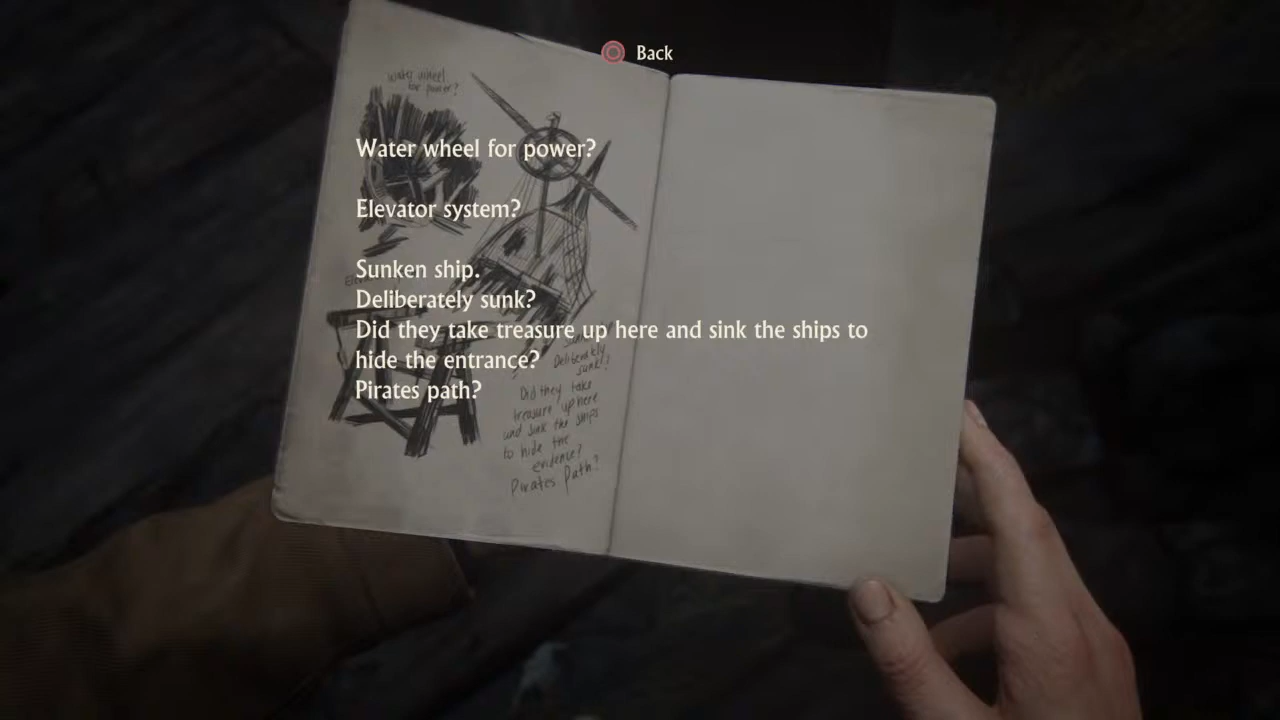 Back
water wheel
for power?
Water wheel for power?
Elevator system?
Sunken ship.
Deliberately sunk?
Did they take treasure up here and sink the ships to
hide the entrance?
Pirates path?
Deliberately
sunk?
Did they take
treasure up here
and sink the ships
to hide the
evidence?
Pirates Path?